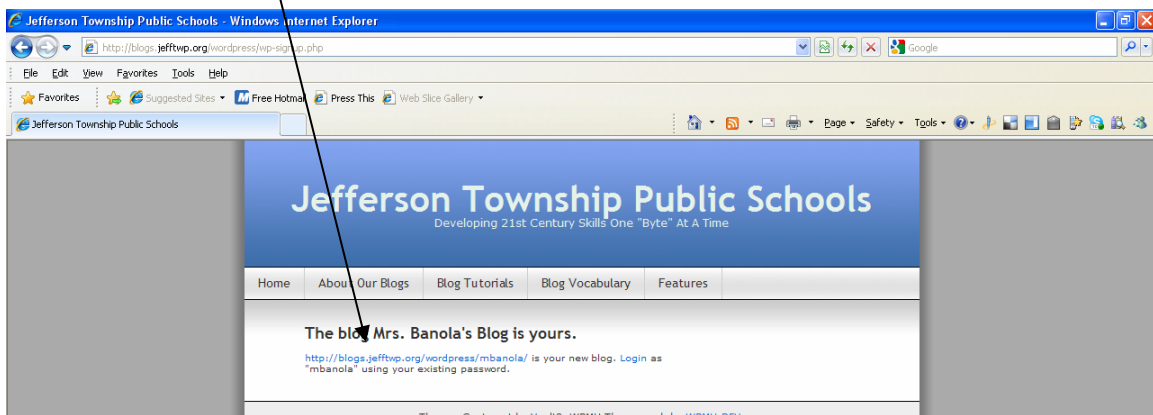 Jefferson Township Public Schools - Windows Internet Explorer
http://blogs.jefftwp.org/wordpress/wp-signup.php
Google
File Edit View Favorites Tools Help
Favorites Suggested Sites Free Hotmail Press This Web Slice Gallery
Jefferson Township Public Schools
Page Safety Tools
Jefferson Township Public Schools
Developing 21st Century Skills One "Byte" At A Time
Home About Our Blogs Blog Tutorials Blog Vocabulary Features
The blog Mrs. Banola's Blog is yours.
http://blogs.jefftwp.org/wordpress/mbanola/ is your new blog. Login as
"mbanola" using your existing password.